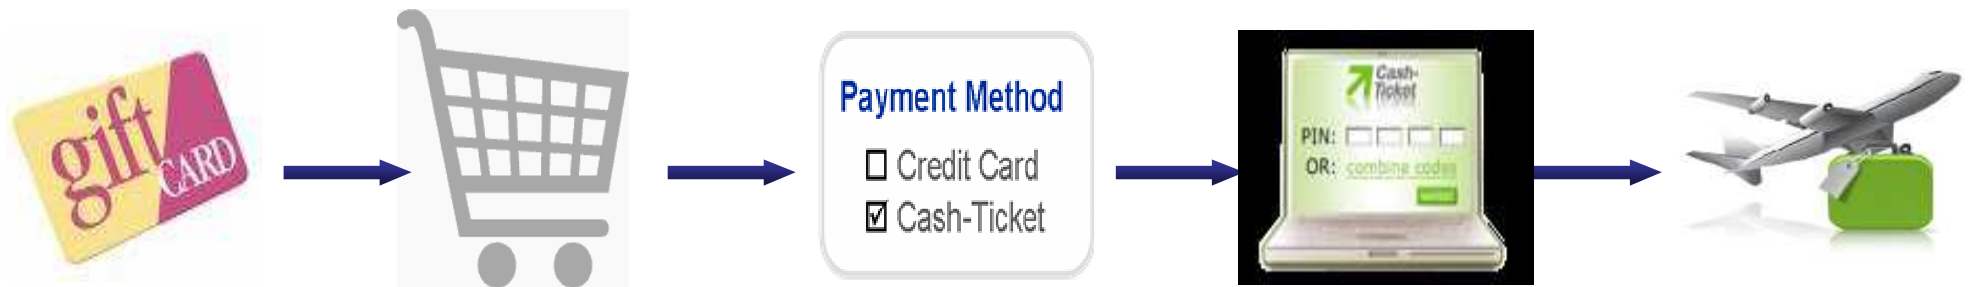 gift
CARD
Payment Method
Credit Card
Cash-Ticket
Cash-
Ticket
PIN:
OR: combine codes